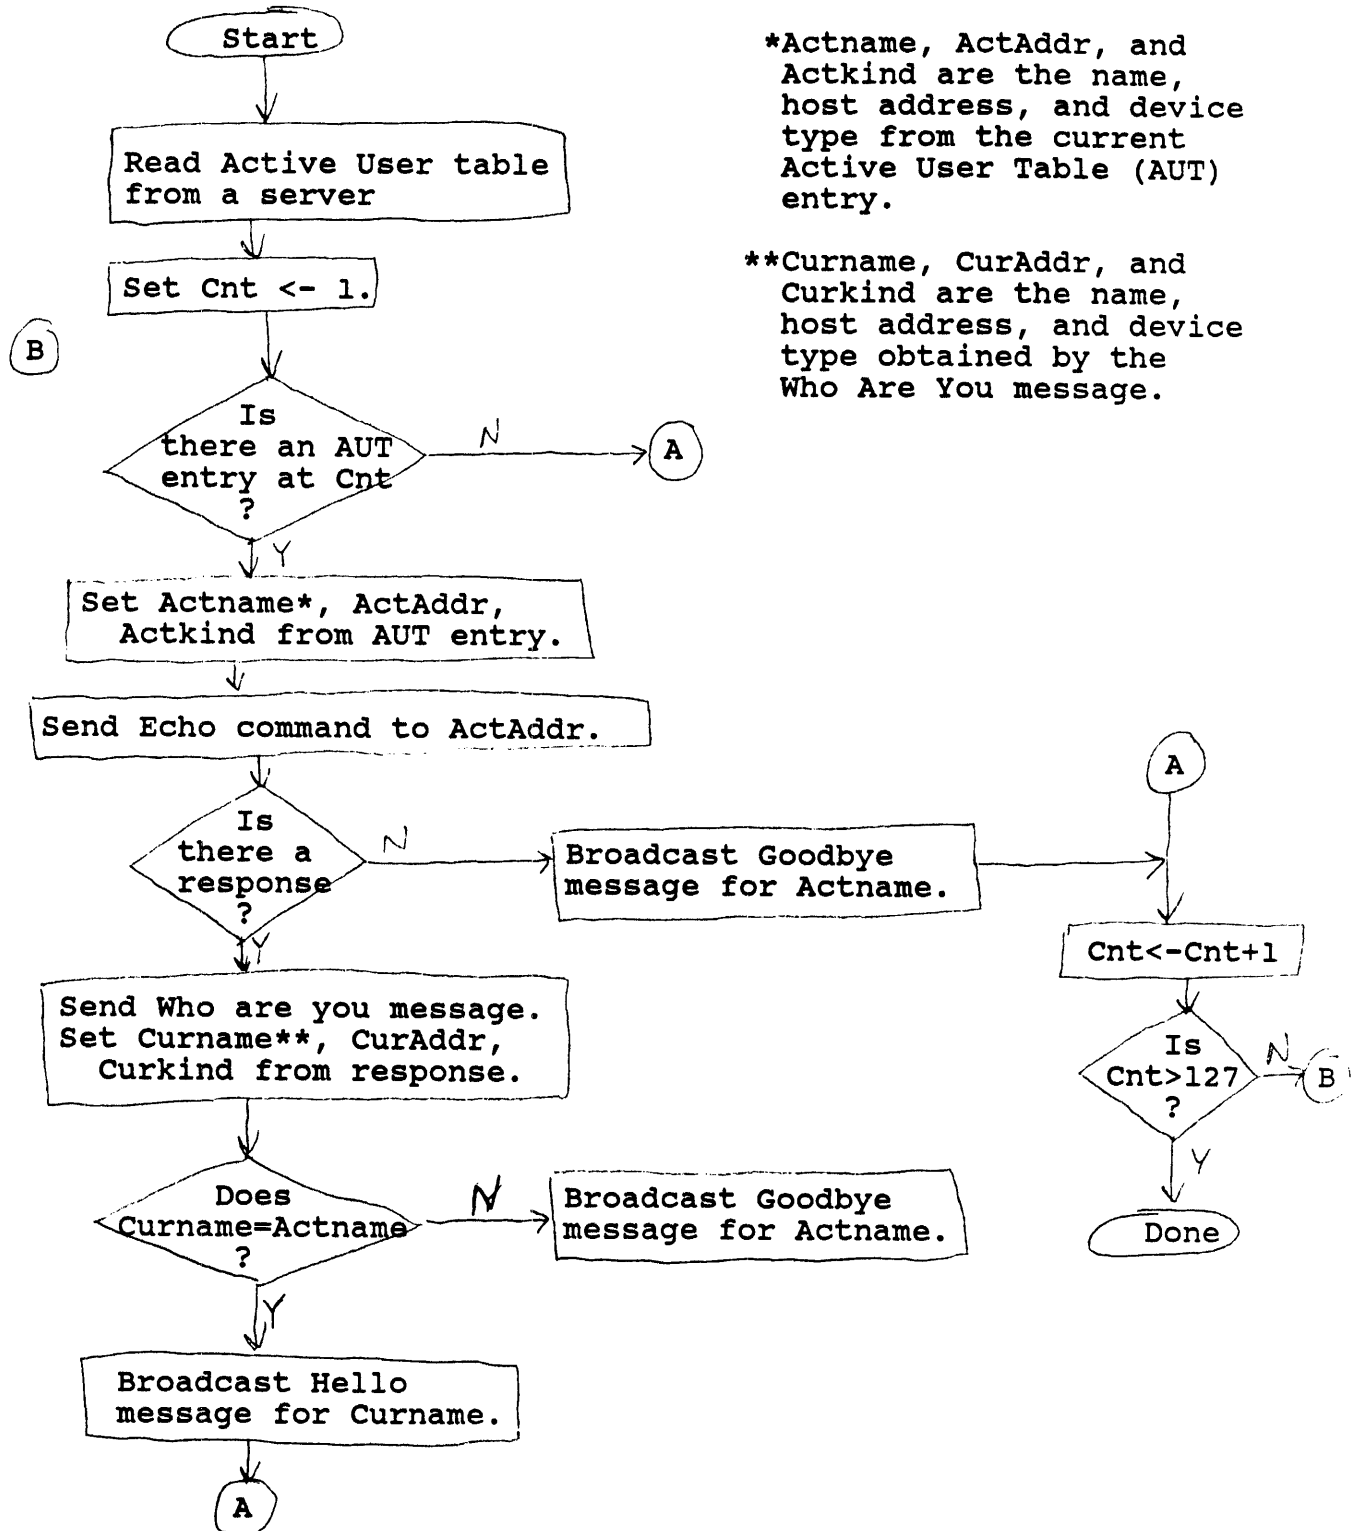 Start
Read Active User table
from a server
Set Cnt <- 1.
B
Is
there an AUT
entry at Cnt
?
N
A
Y
Set Actname*, ActAddr,
Actkind from AUT entry.
Send Echo command to ActAddr.
Is
there a
response
?
N
Broadcast Goodbye
message for Actname.
Y
Send Who are you message.
Set Curname**, CurAddr,
Curkind from response.
Does
Curname=Actname
?
N
Broadcast Goodbye
message for Actname.
Y
Broadcast Hello
message for Curname.
A
*Actname, ActAddr, and
Actkind are the name,
host address, and device
type from the current
Active User Table (AUT)
entry.
**Curname, CurAddr, and
Curkind are the name,
host address, and device
type obtained by the
Who Are You message.
A
Cnt<-Cnt+1
Is
Cnt>127
?
N
B
Y
Done